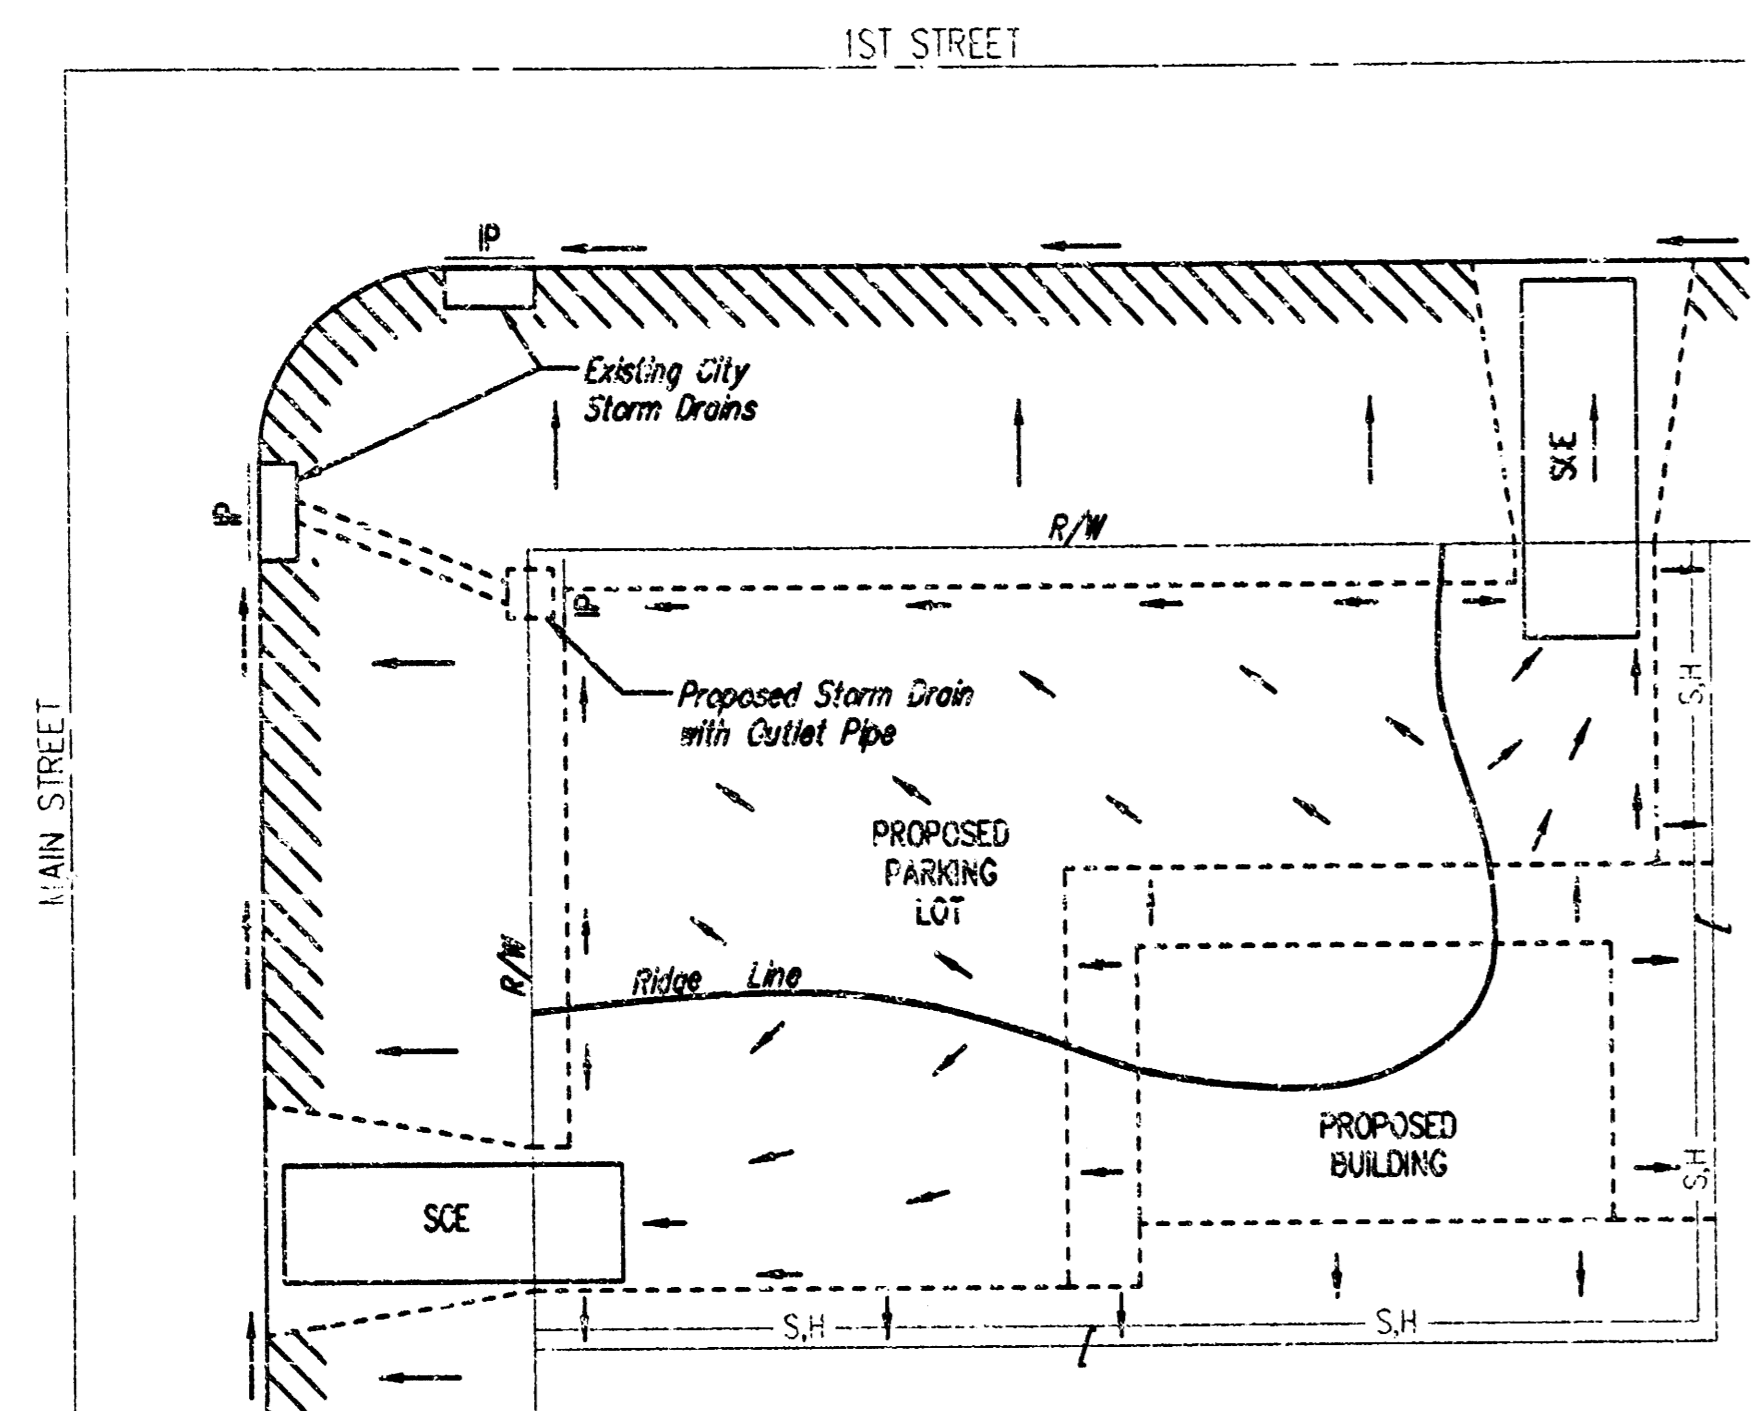 1ST STREET
IP
Existing City
Storm Drains
SCE
IP
R/W
IP
Proposed Storm Drain
with Outlet Pipe
S,H
MAIN STREET
PROPOSED
PARKING
LOT
R/W
Ridge Line
PROPOSED
BUILDING
S,H
SCE
S,H
S,H